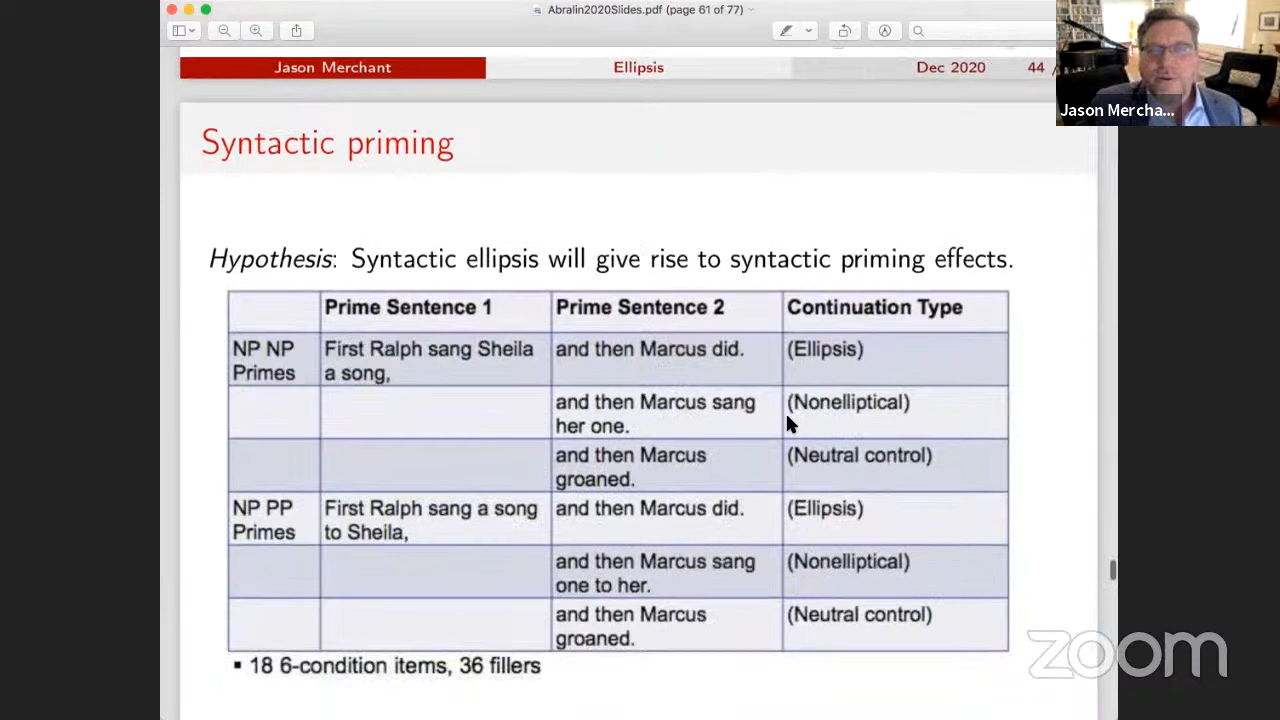 Abralin2020Slides.pdf (page 61 of 77)
Jason Merchant Ellipsis Dec 2020 44 /
Jason Mercha...
Syntactic priming
Hypothesis: Syntactic ellipsis will give rise to syntactic priming effects.
Prime Sentence 1 Prime Sentence 2 Continuation Type
NP NP First Ralph sang Sheila and then Marcus did. (Ellipsis)
Primes a song,
and then Marcus sang (Nonelliptical)
her one.
and then Marcus (Neutral control)
groaned.
NP PP First Ralph sang a song and then Marcus did. (Ellipsis)
Primes to Sheila,
and then Marcus sang (Nonelliptical)
one to her.
and then Marcus (Neutral control)
groaned.
▪ 18 6-condition items, 36 fillers
zoom